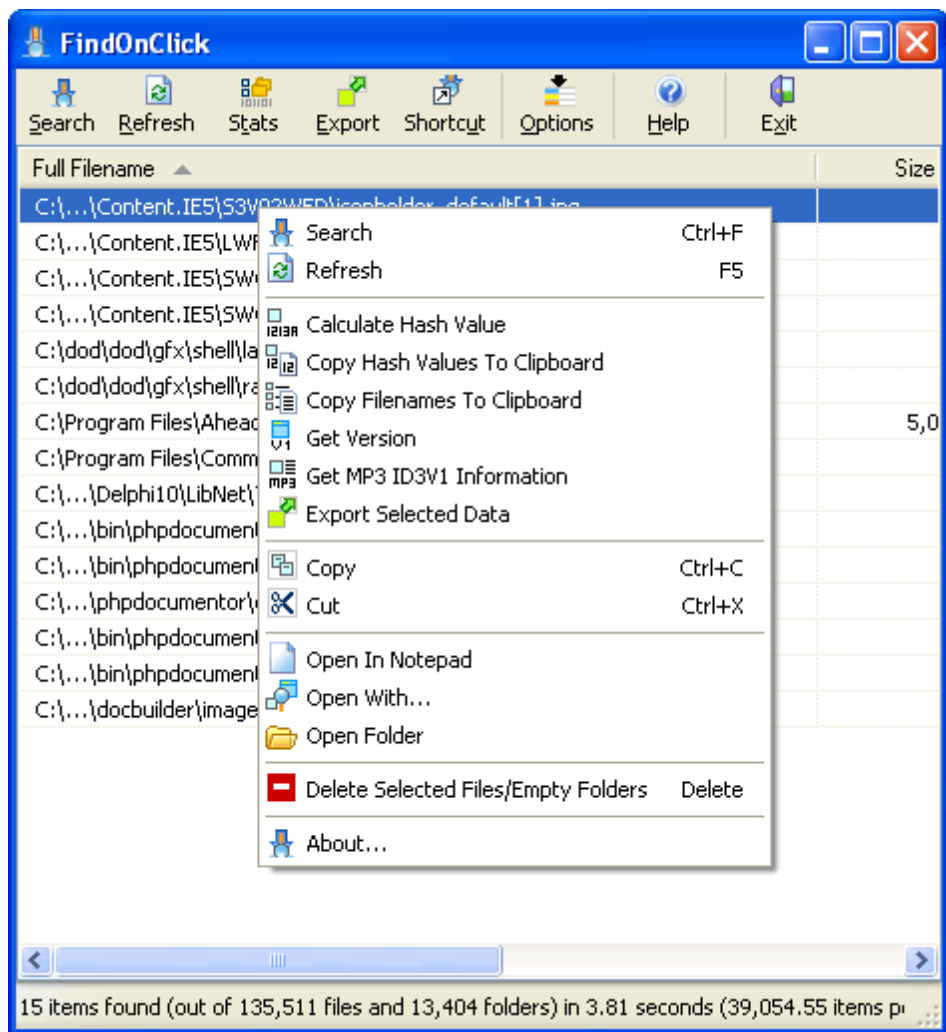 FindOnClick
Search Refresh Stats Export Shortcut Options Help Exit
Full Filename Size
C:\...\Content.IE5\
C:\...\Content.IE5\LW
C:\...\Content.IE5\SW
C:\...\Content.IE5\SW
C:\dod\dod\gfx\shell\la
C:\dod\dod\gfx\shell\ra
C:\Program Files\Ahead 5,0
C:\Program Files\Comm
C:\...\Delphi10\LibNet\
C:\...\bin\phpdocument
C:\...\bin\phpdocument
C:\...\phpdocumentor\
C:\...\bin\phpdocument
C:\...\bin\phpdocument
C:\...\docbuilder\image
Search Ctrl+F
Refresh F5
Calculate Hash Value
Copy Hash Values To Clipboard
Copy Filenames To Clipboard
Get Version
Get MP3 ID3V1 Information
Export Selected Data
Copy Ctrl+C
Cut Ctrl+X
Open In Notepad
Open With...
Open Folder
Delete Selected Files/Empty Folders Delete
About...
15 items found (out of 135,511 files and 13,404 folders) in 3.81 seconds (39,054.55 items p